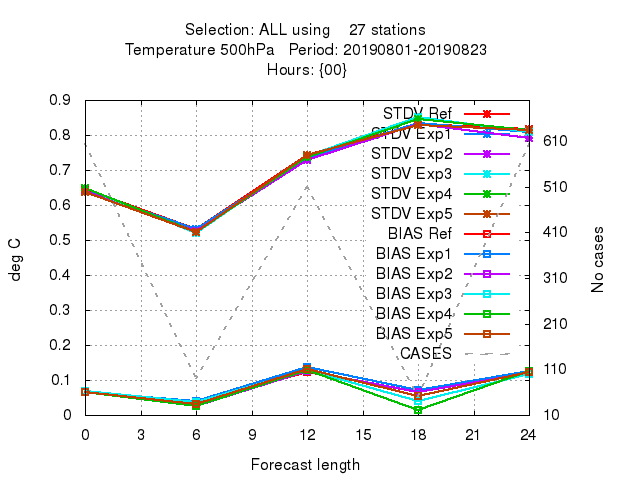 Selection: ALL using 27 stations
Temperature 500hPa Period: 20190801-20190823
Hours: {00}
0.9
0.8
0.7
0.6
0.5
0.4
0.3
0.2
0.1
0
deg C
STDV Ref
STDV Exp1
STDV Exp2
STDV Exp3
STDV Exp4
STDV Exp5
BIAS Ref
BIAS Exp1
BIAS Exp2
BIAS Exp3
BIAS Exp4
BIAS Exp5
CASES
610
510
410
310
210
110
10
No cases
0 3 6 9 12 15 18 21 24
Forecast length